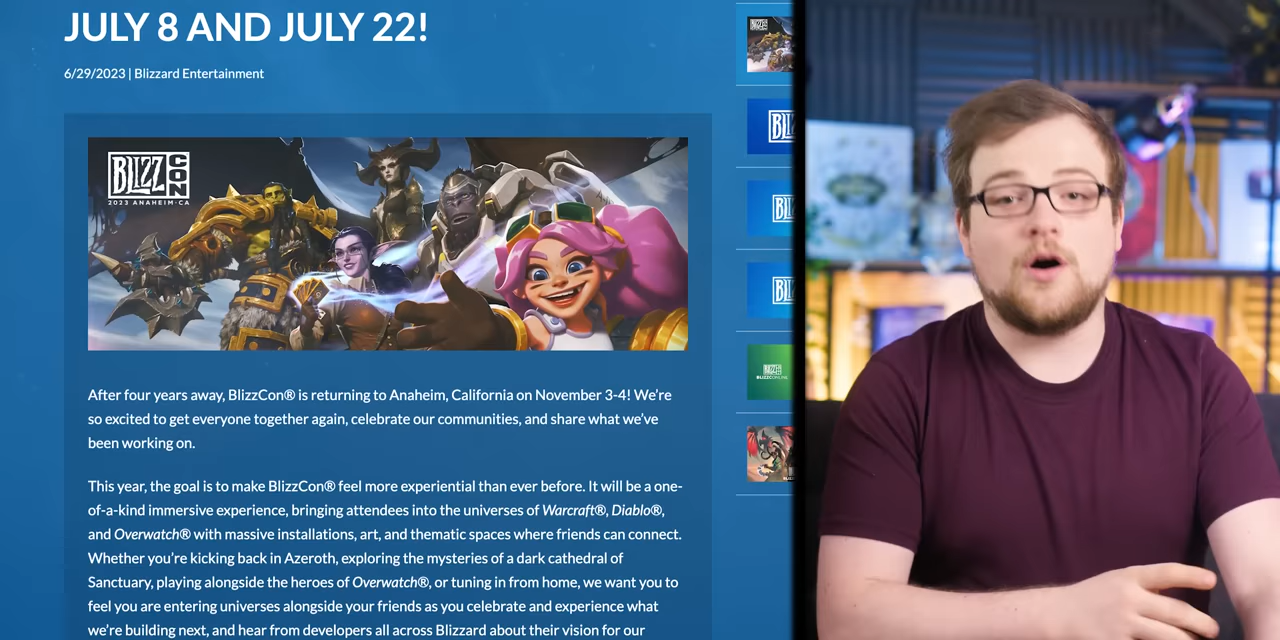 JULY 8 AND JULY 22!
6/29/2023 | Blizzard Entertainment
BLIZZ
CON
2023 ANAHEIM·CA
After four years away, BlizzCon® is returning to Anaheim, California on November 3-4! We're
so excited to get everyone together again, celebrate our communities, and share what we've
been working on.
This year, the goal is to make BlizzCon® feel more experiential than ever before. It will be a one-
of-a-kind immersive experience, bringing attendees into the universes of Warcraft®, Diablo®,
and Overwatch® with massive installations, art, and thematic spaces where friends can connect.
Whether you're kicking back in Azeroth, exploring the mysteries of a dark cathedral of
Sanctuary, playing alongside the heroes of Overwatch®, or tuning in from home, we want you to
feel you are entering universes alongside your friends as you celebrate and experience what
we're building next, and hear from developers all across Blizzard about their vision for our